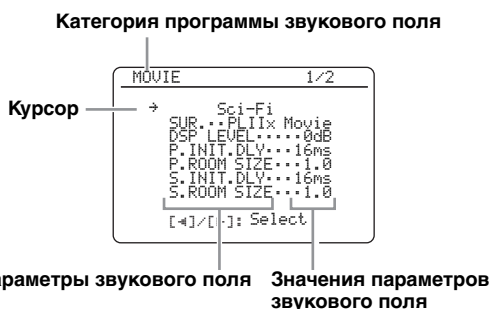 Категория программы звукового поля
MOVIE 1/2
Курсор → Sci-Fi
SUR.··PLIIx Movie
DSP LEVEL·····0dB
P.INIT.DLY···16ms
P.ROOM SIZE···1.0
S.INIT.DLY···16ms
S.ROOM SIZE···1.0
[◄]/[►]: Select
араметры звукового поля Значения параметров
звукового поля